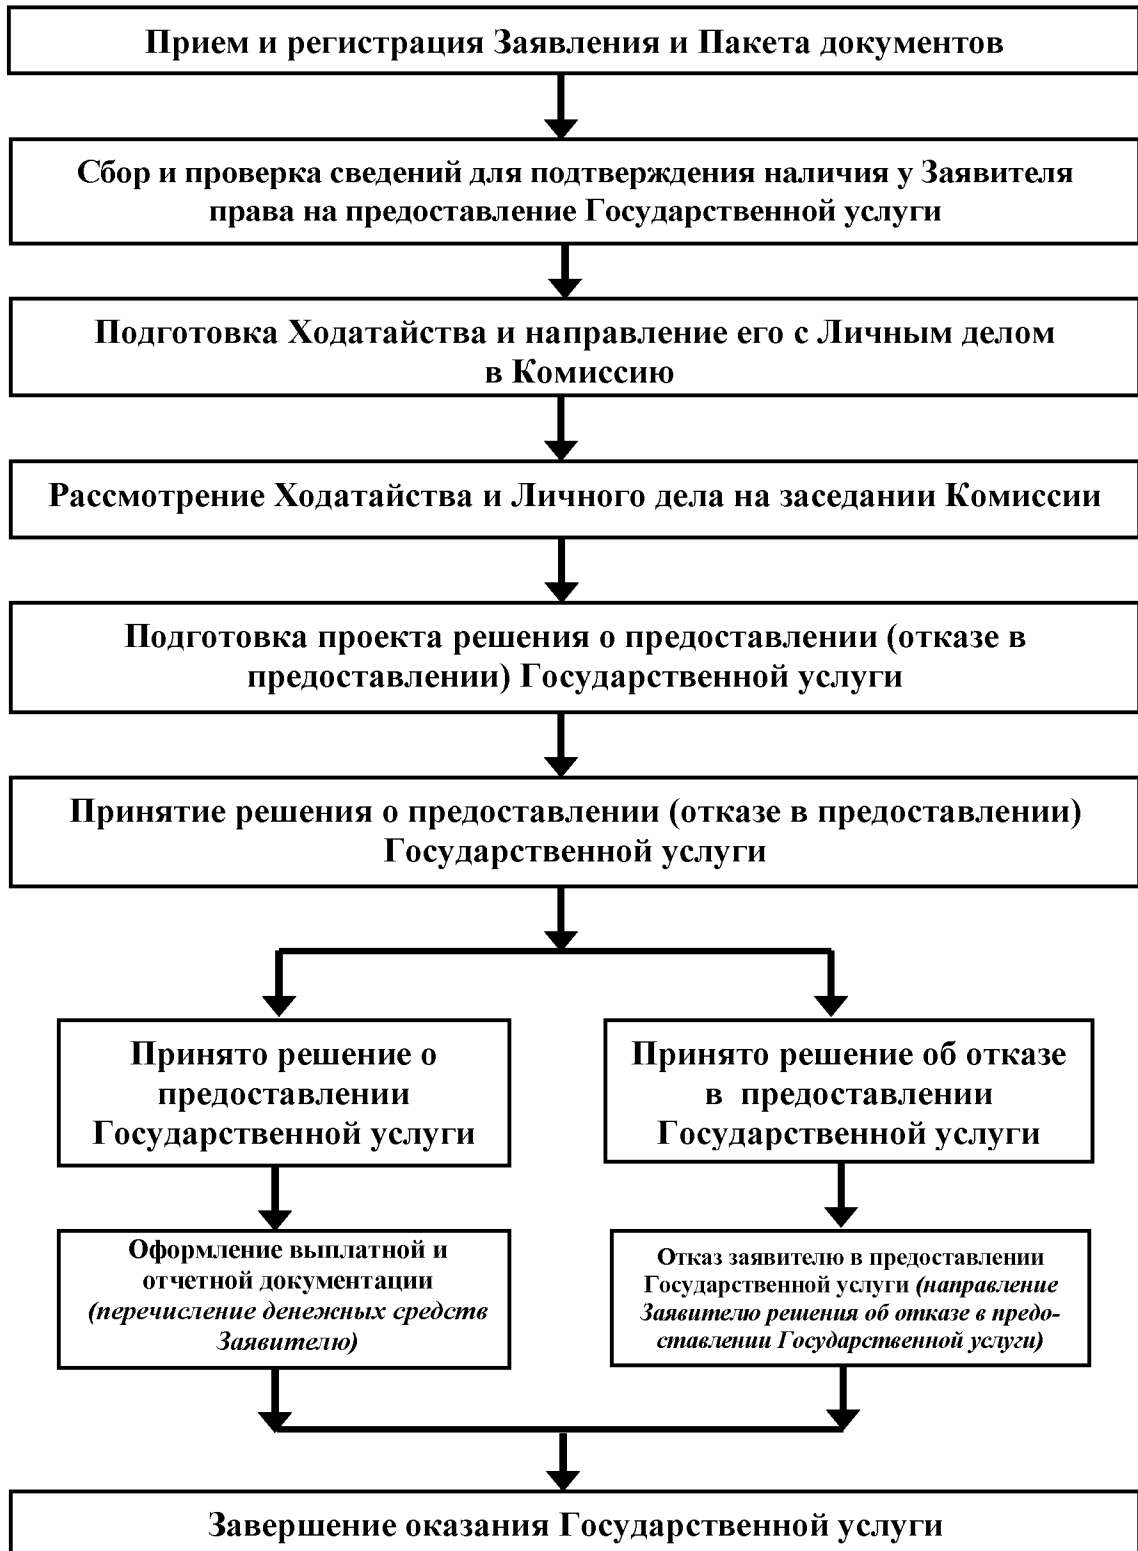 Прием и регистрация Заявления и Пакета документов
Сбор и проверка сведений для подтверждения наличия у Заявителя
права на предоставление Государственной услуги
Подготовка Ходатайства и направление его с Личным делом
в Комиссию
Рассмотрение Ходатайства и Личного дела на заседании Комиссии
Подготовка проекта решения о предоставлении (отказе в
предоставлении) Государственной услуги
Принятие решения о предоставлении (отказе в предоставлении)
Государственной услуги
Принято решение о
предоставлении
Государственной услуги
Принято решение об отказе
в предоставлении
Государственной услуги
Оформление выплатной и
отчетной документации
(перечисление денежных средств
Заявителю)
Отказ заявителю в предоставлении
Государственной услуги (направление
Заявителю решения об отказе в предо-
ставлении Государственной услуги)
Завершение оказания Государственной услуги